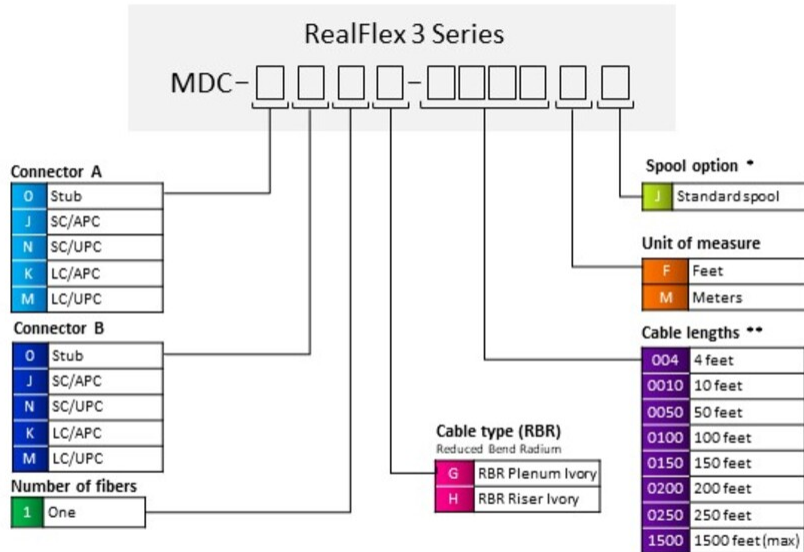 RealFlex 3 Series
MDC-
-
Connector A
O Stub
J SC/APC
N SC/UPC
K LC/APC
M LC/UPC
Connector B
O Stub
J SC/APC
N SC/UPC
K LC/APC
M LC/UPC
Number of fibers
1 One
Cable type (RBR)
Reduced Bend Radium
G RBR Plenum Ivory
H RBR Riser Ivory
Spool option *
J Standard spool
Unit of measure
F Feet
M Meters
Cable lengths **
004 4 feet
0010 10 feet
0050 50 feet
0100 100 feet
0150 150 feet
0200 200 feet
0250 250 feet
1500 1500 feet (max)